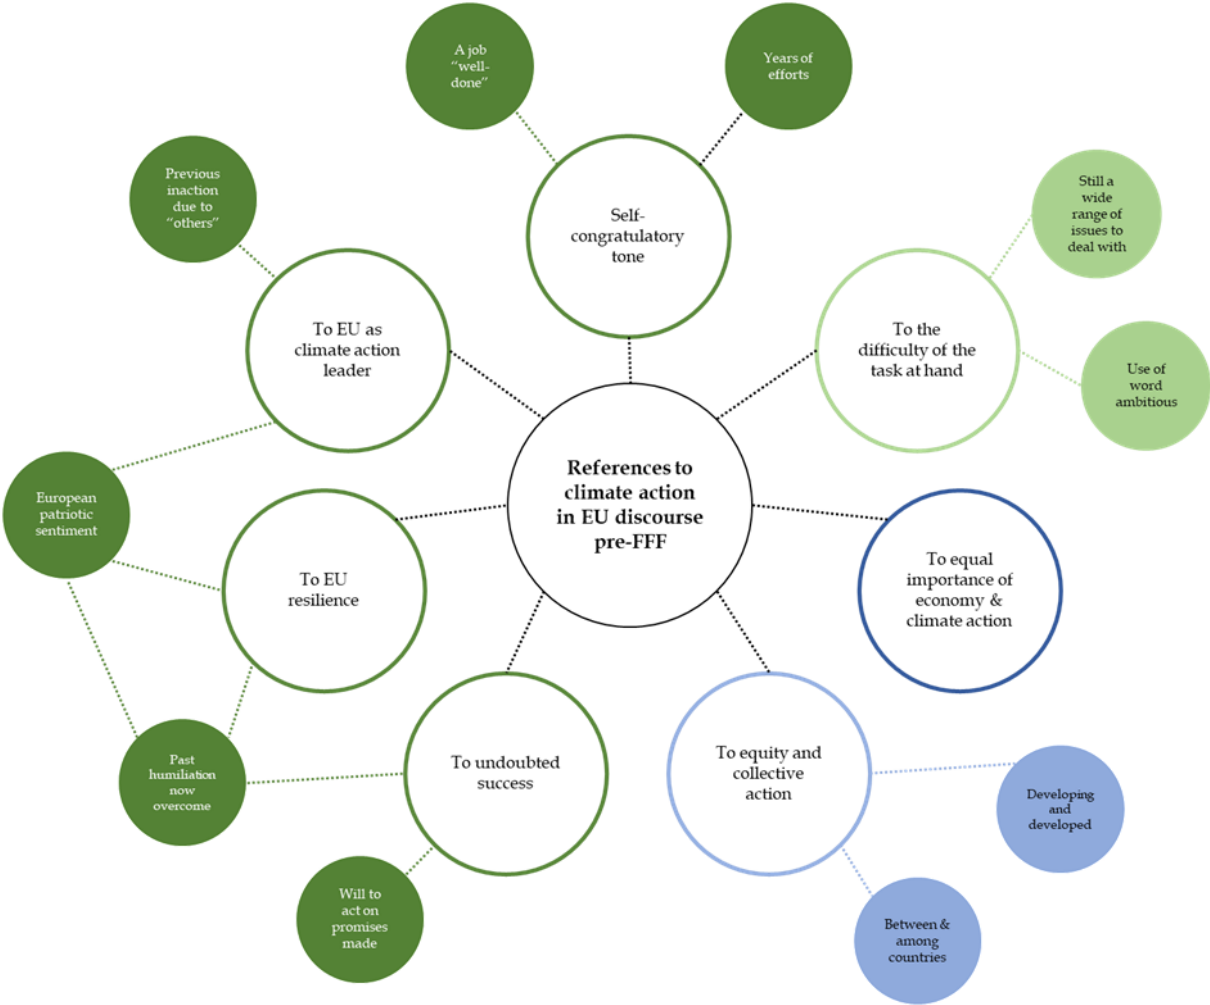 A job
“well-
done”
Years of
efforts
Previous
inaction
due to
“others”
Self-
congratulatory
tone
Still a
wide
range of
issues to
deal with
To EU as
climate action
leader
To the
difficulty of the
task at hand
Use of
word
ambitious
References to
climate action
in EU discourse
pre-FFF
European
patriotic
sentiment
To EU
resilience
To equal
importance of
economy &
climate action
Past
humiliation
now
overcome
To undoubted
success
To equity and
collective
action
Developing
and
developed
Will to
act on
promises
made
Between &
among
countries